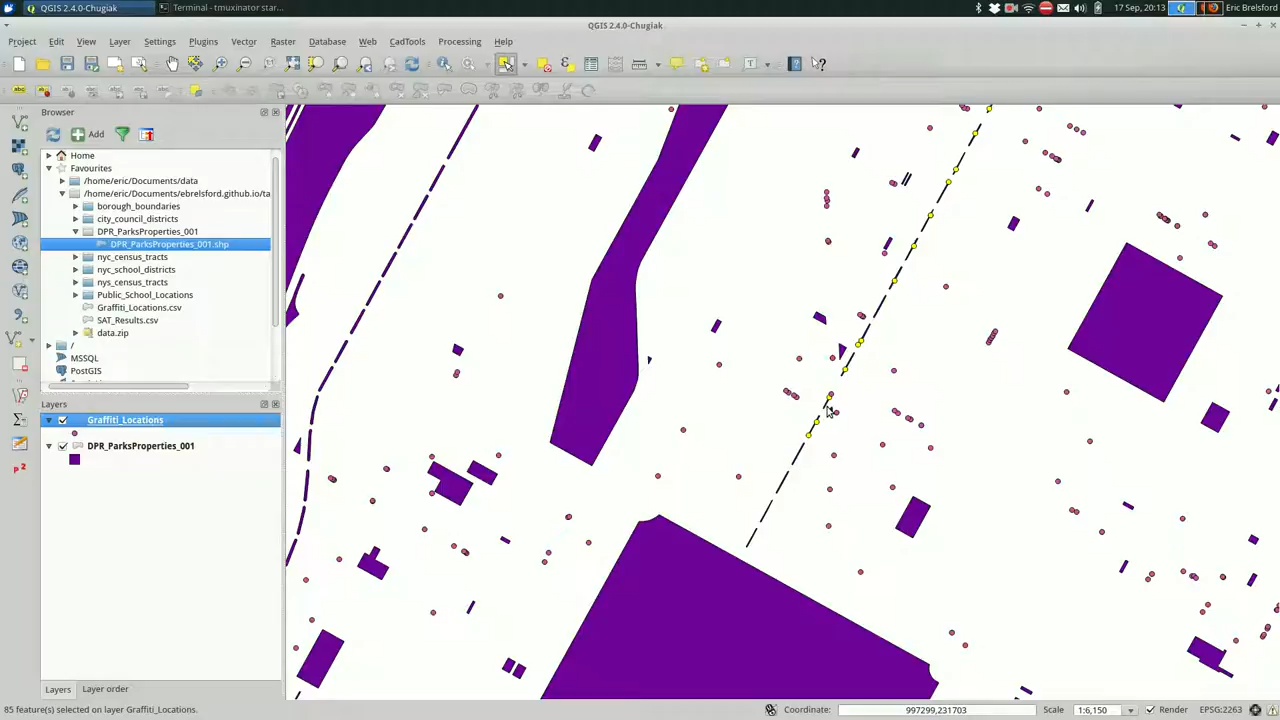 QGIS 2.4.0-Chugiak
Terminal - tmuxinator star...
17 Sep, 20:13
Eric Brelsford
QGIS 2.4.0-Chugiak
Project Edit View Layer Settings Plugins Vector Raster Database Web CadTools Processing Help
Browser
Add
Home
Favourites
/home/eric/Documents/data
/home/eric/Documents/ebrelsford.github.io/ta
borough_boundaries
city_council_districts
DPR_ParksProperties_001
DPR_ParksProperties_001.shp
nyc_census_tracts
nyc_school_districts
nys_census_tracts
Public_School_Locations
Graffiti_Locations.csv
SAT_Results.csv
data.zip
/
MSSQL
PostGIS
Layers
Graffiti_Locations
DPR_ParksProperties_001
Layers Layer order
85 feature(s) selected on layer Graffiti_Locations.
Coordinate: 997299,231703 Scale 1:6,150 Render EPSG:2263